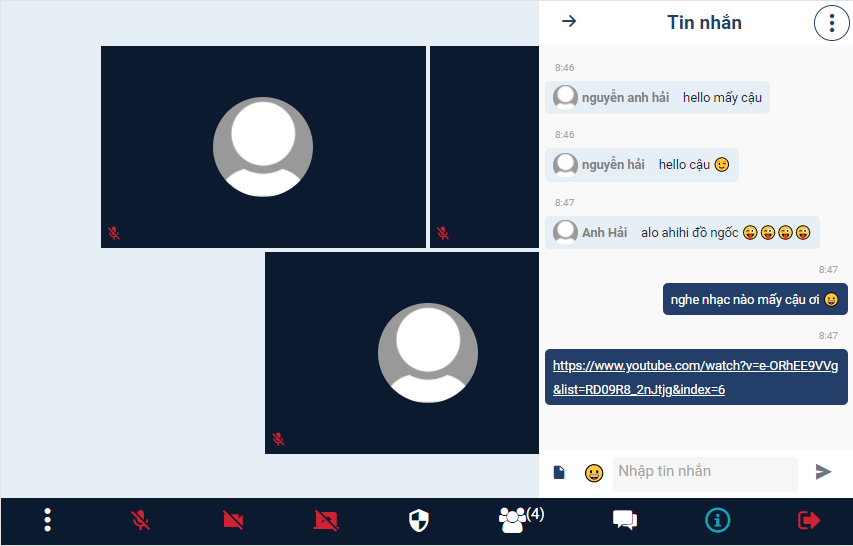 Tin nhắn
8:46
nguyễn anh hải hello mấy cậu
8:46
nguyễn hải hello cậu 😉
8:47
Anh Hải alo ahihi đồ ngốc 😜😜😜😜
8:47
nghe nhạc nào mấy cậu ơi 😀
8:47
https://www.youtube.com/watch?v=e-ORhEE9VVg
&list=RD09R8_2nJtjg&index=6
Nhập tin nhắn
(4)